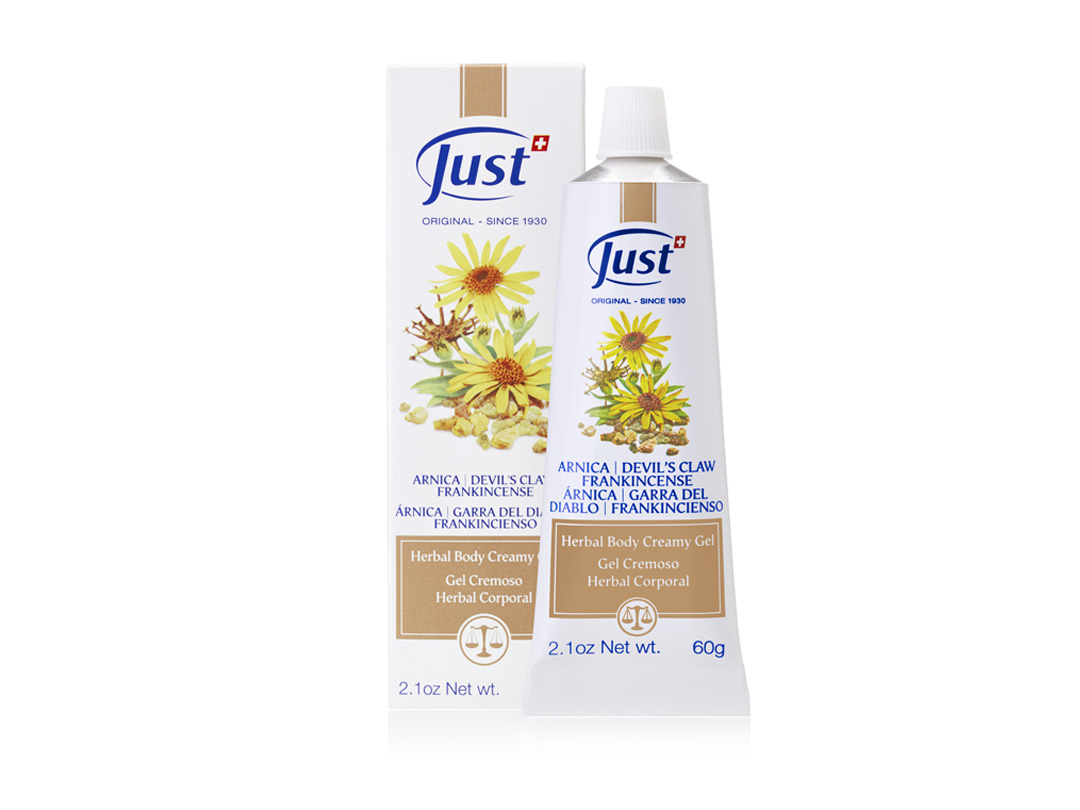 Just
ORIGINAL - SINCE 1930
ARNICA | DEVIL'S
FRANKINCENSE
ÁRNICA | GARRA DEL
FRANKINCIENSO
Herbal Body Creamy
Gel Cremoso
Herbal Corporal
2.1oz Net wt.
Just
ORIGINAL - SINCE 1930
ARNICA | DEVIL'S CLAW
FRANKINCENSE
ÁRNICA | GARRA DEL
DIABLO | FRANKINCIENSO
Herbal Body Creamy Gel
Gel Cremoso
Herbal Corporal
2.1oz Net wt. 60g